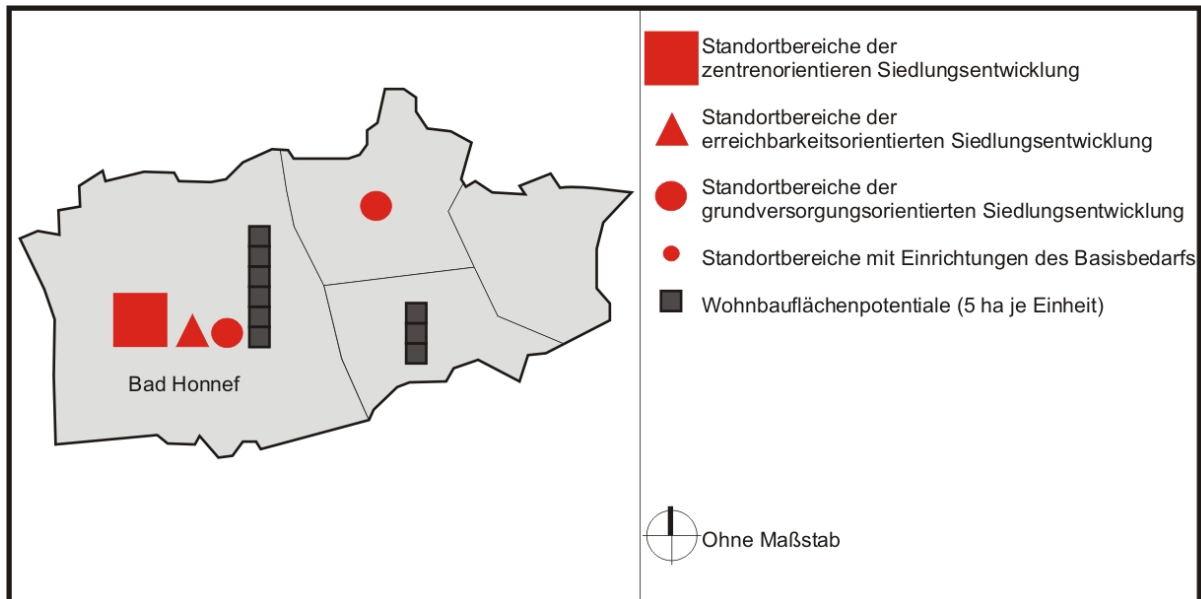 Standortbereiche der
zentrenorientieren Siedlungsentwicklung
Standortbereiche der
erreichbarkeitsorientierten Siedlungsentwicklung
Standortbereiche der
grundversorgungsorientierten Siedlungsentwicklung
Standortbereiche mit Einrichtungen des Basisbedarfs
Wohnbauflächenpotentiale (5 ha je Einheit)
Bad Honnef
Ohne Maßstab